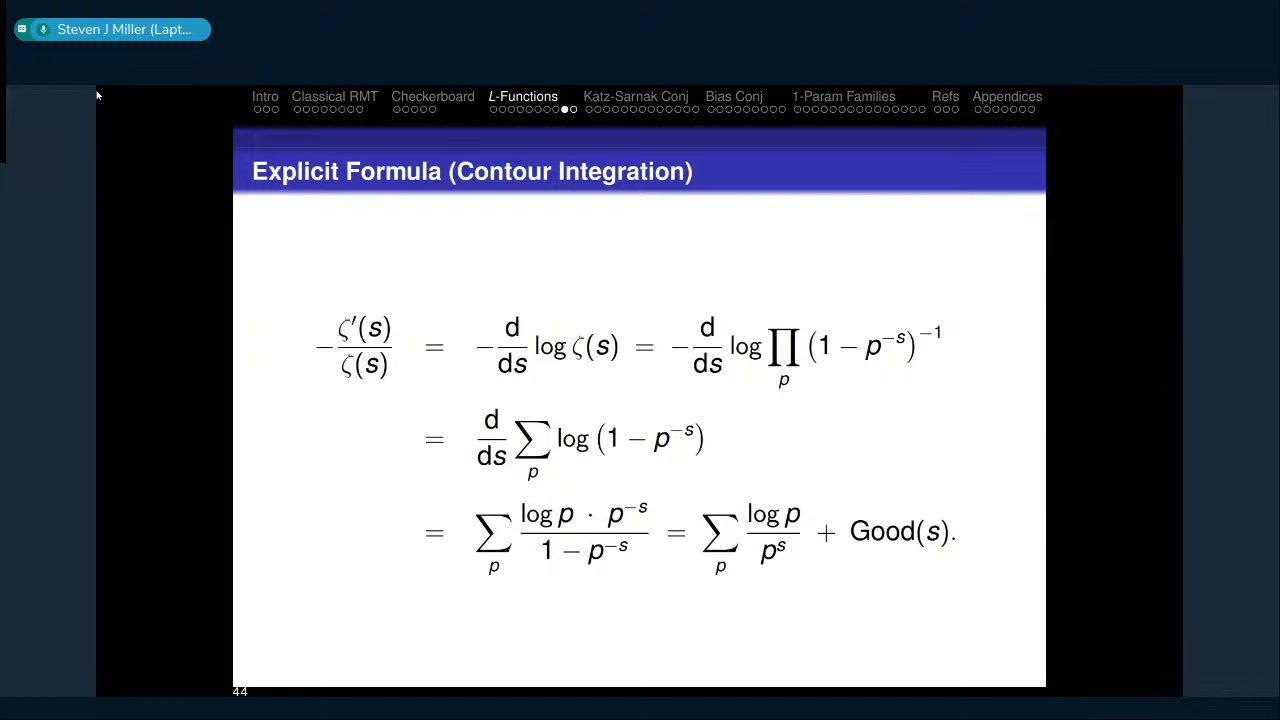 Steven J Miller (Lapt...
Intro Classical RMT Checkerboard L-Functions Katz-Sarnak Conj Bias Conj 1-Param Families Refs Appendices
Explicit Formula (Contour Integration)
−ζ′(s)/ζ(s) = −d/ds log ζ(s) = −d/ds log ∏_p (1 − p^{−s})^{−1}
= d/ds ∑_p log (1 − p^{−s})
= ∑_p (log p · p^{−s})/(1 − p^{−s}) = ∑_p log p/p^s + Good(s).
44